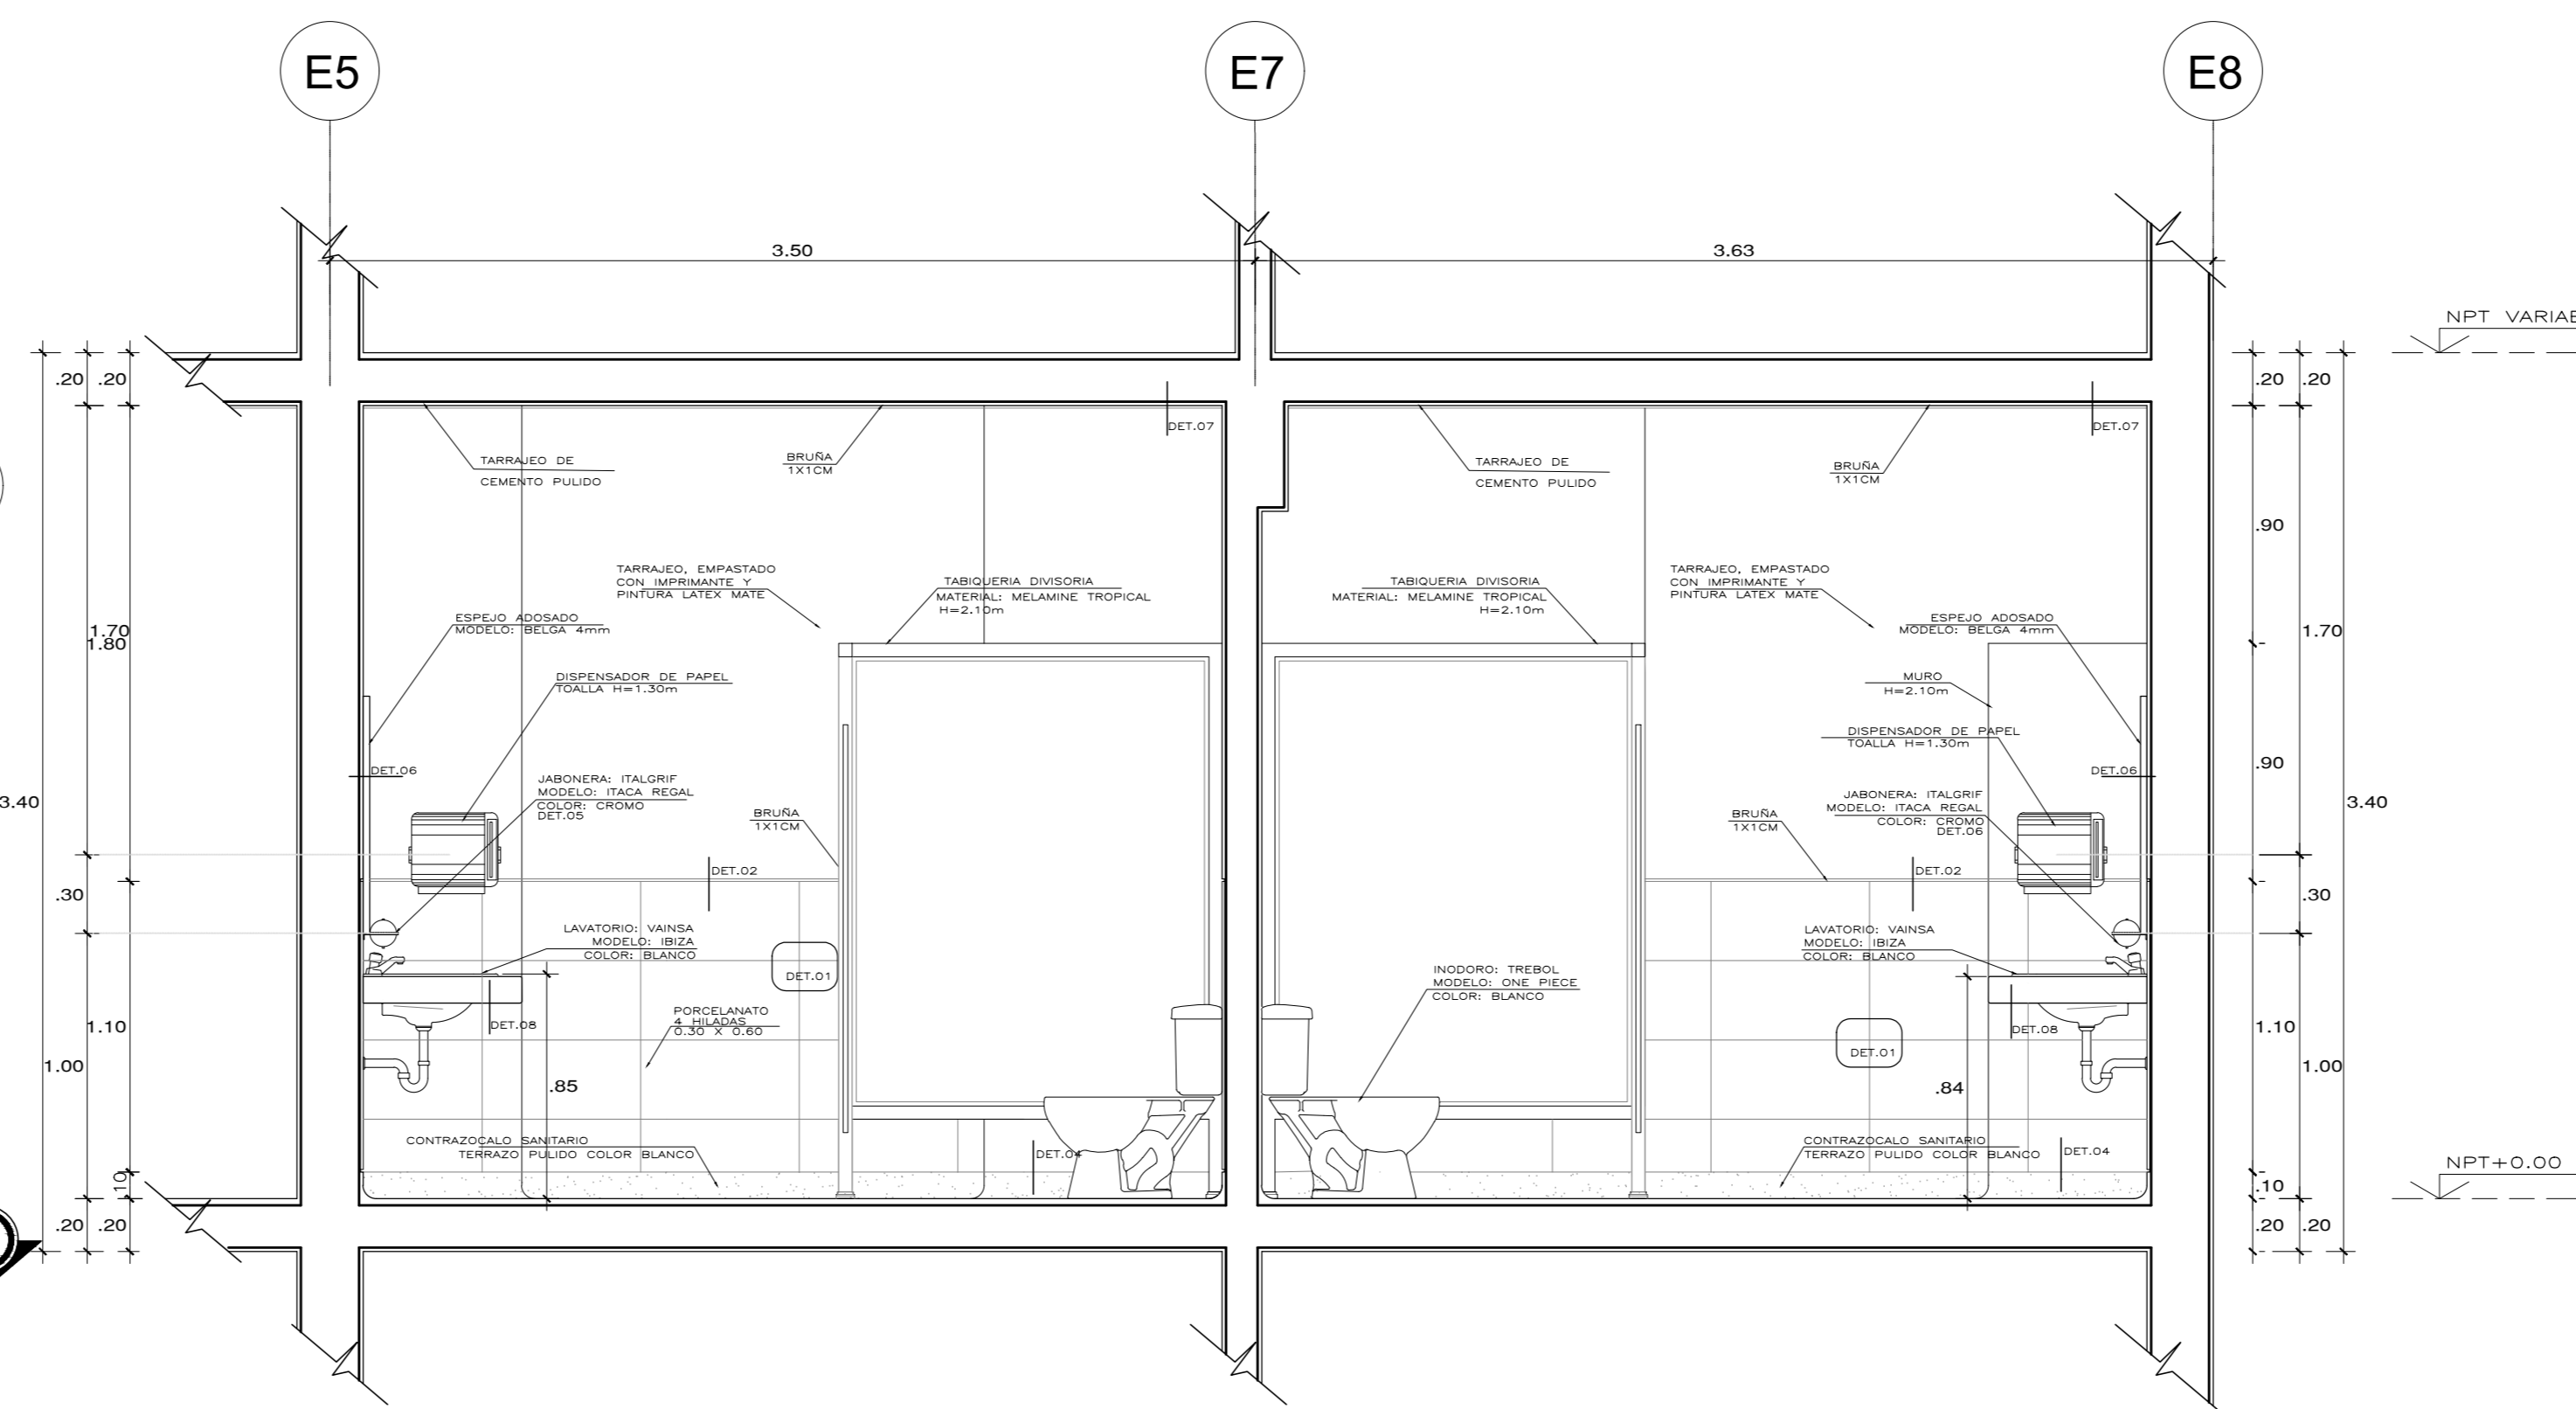 E5
E7
E8
3.50
3.63
NPT VARIAB
.20 .20
.20 .20
DET.07
DET.07
TARRAJEO DE
CEMENTO PULIDO
BRUÑA
1X1CM
TARRAJEO DE
CEMENTO PULIDO
BRUÑA
1X1CM
.90
TARRAJEO, EMPASTADO
CON IMPRIMANTE Y
PINTURA LATEX MATE
TABIQUERIA DIVISORIA
MATERIAL: MELAMINE TROPICAL
H=2.10m
TABIQUERIA DIVISORIA
MATERIAL: MELAMINE TROPICAL
H=2.10m
TARRAJEO, EMPASTADO
CON IMPRIMANTE Y
PINTURA LATEX MATE
ESPEJO ADOSADO
MODELO: BELGA 4mm
ESPEJO ADOSADO
MODELO: BELGA 4mm
1.70
1.80
1.70
DISPENSADOR DE PAPEL
TOALLA H=1.30m
MURO
H=2.10m
DISPENSADOR DE PAPEL
TOALLA H=1.30m
DET.06
DET.06
.90
3.40
3.40
JABONERA: ITALGRIF
MODELO: ITACA REGAL
COLOR: CROMO
DET.05
BRUÑA
1X1CM
BRUÑA
1X1CM
JABONERA: ITALGRIF
MODELO: ITACA REGAL
COLOR: CROMO
DET.06
DET.02
DET.02
.30
.30
LAVATORIO: VAINSA
MODELO: IBIZA
COLOR: BLANCO
LAVATORIO: VAINSA
MODELO: IBIZA
COLOR: BLANCO
DET.01
INODORO: TREBOL
MODELO: ONE PIECE
COLOR: BLANCO
PORCELANATO
4 HILADAS
0.30 X 0.60
DET.08
DET.08
DET.01
1.10
1.10
1.00
1.00
.85
.84
CONTRAZOCALO SANITARIO
TERRAZO PULIDO COLOR BLANCO
DET.04
CONTRAZOCALO SANITARIO
TERRAZO PULIDO COLOR BLANCO
DET.04
NPT+0.00
.10
.10
.20 .20
.20 .20